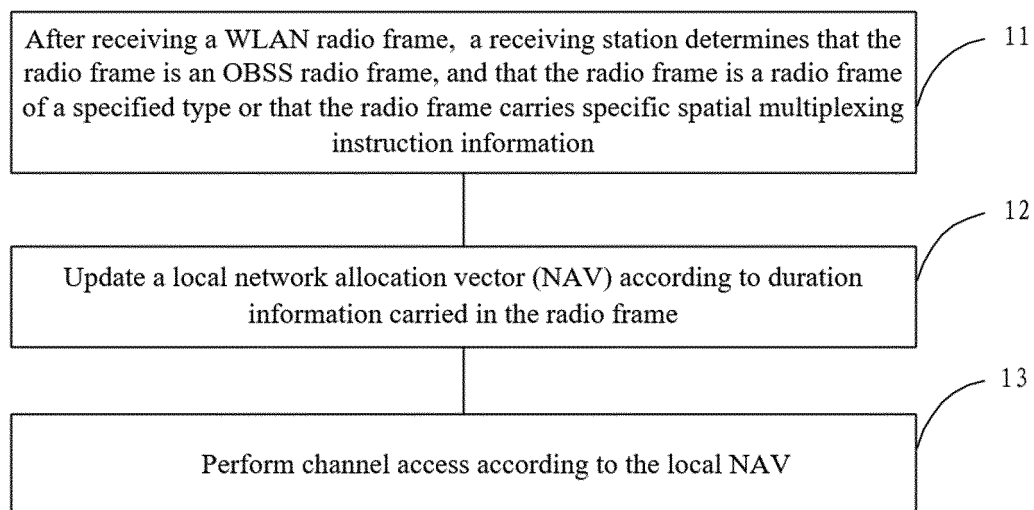 After receiving a WLAN radio frame, a receiving station determines that the
radio frame is an OBSS radio frame, and that the radio frame is a radio frame
of a specified type or that the radio frame carries specific spatial multiplexing
instruction information
11
Update a local network allocation vector (NAV) according to duration
information carried in the radio frame
12
Perform channel access according to the local NAV
13